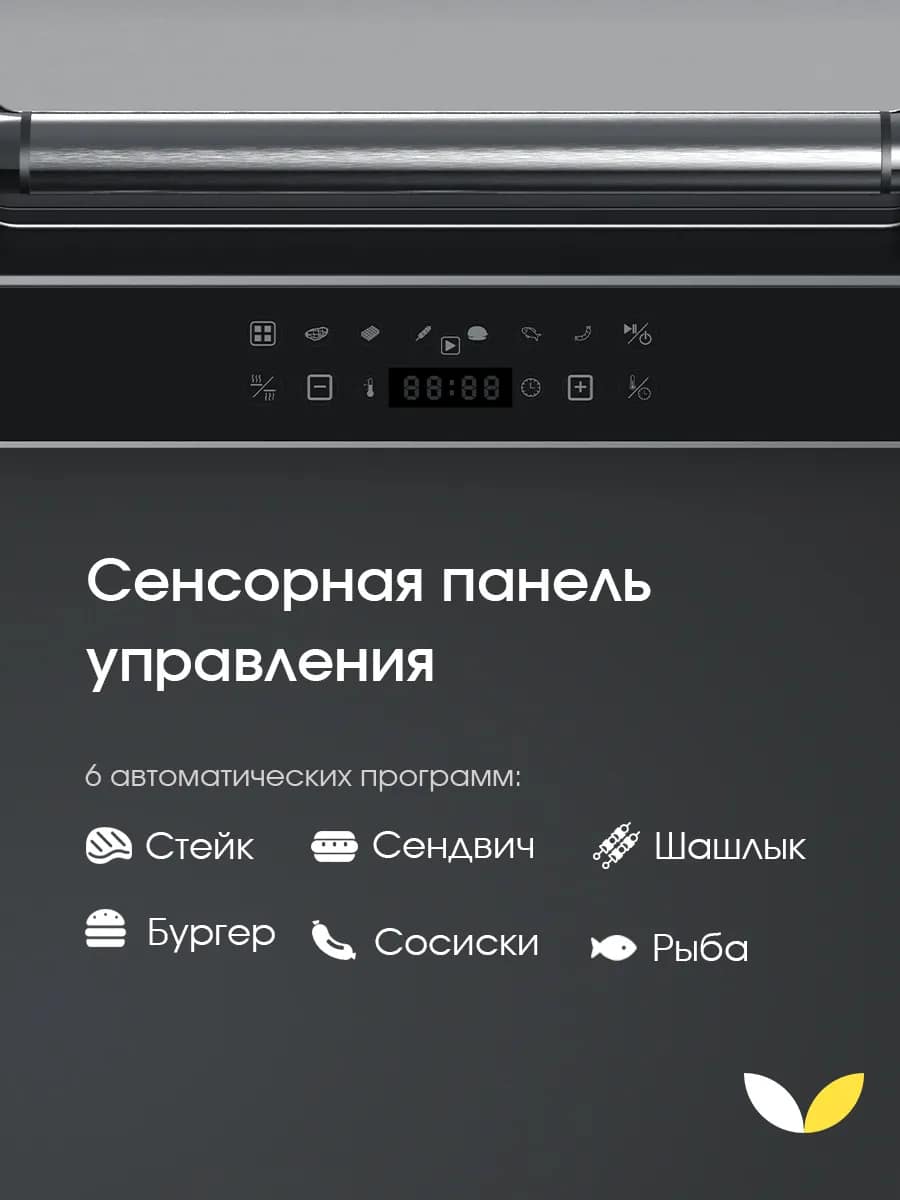 88:88
Сенсорная панель
управления
6 автоматических программ:
Стейк Сендвич Шашлык
Бургер Сосиски Рыба